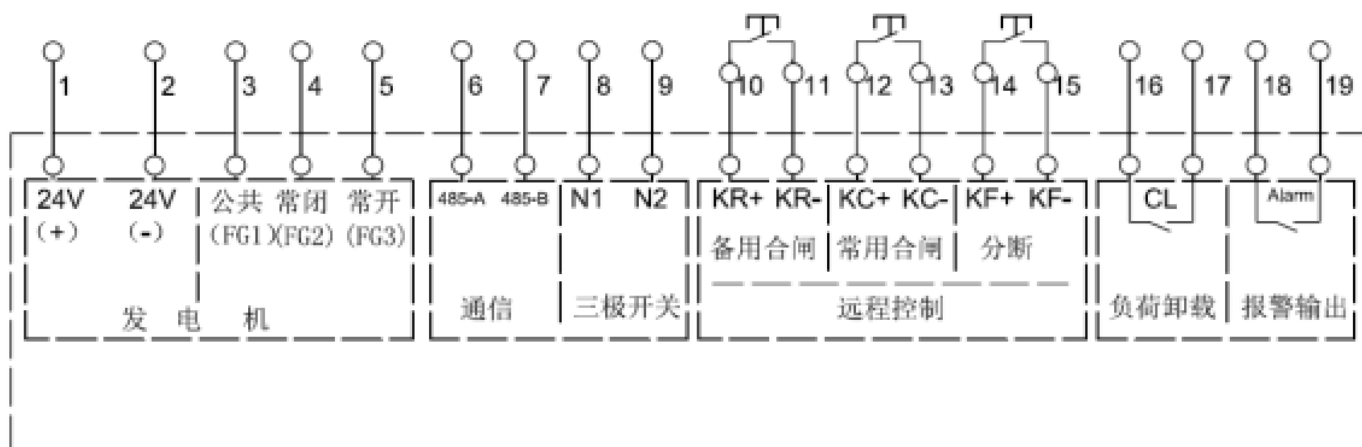 1 2 3 4 5 6 7 8 9 10 11 12 13 14 15 16 17 18 19
24V 24V 公共 常闭 常开 485-A 485-B N1 N2 KR+ KR- KC+ KC- KF+ KF- CL Alarm
(+) (-) (FG1)(FG2) (FG3) 备用合闸 常用合闸 分断
发 电 机 通信 三极开关 远程控制 负荷卸载 报警输出